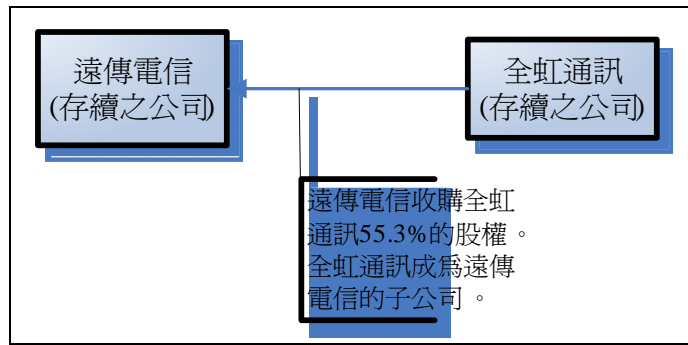 遠傳電信
(存續之公司)
全虹通訊
(存續之公司)
遠傳電信收購全虹
通訊55.3%的股權。
全虹通訊成為遠傳
電信的子公司。